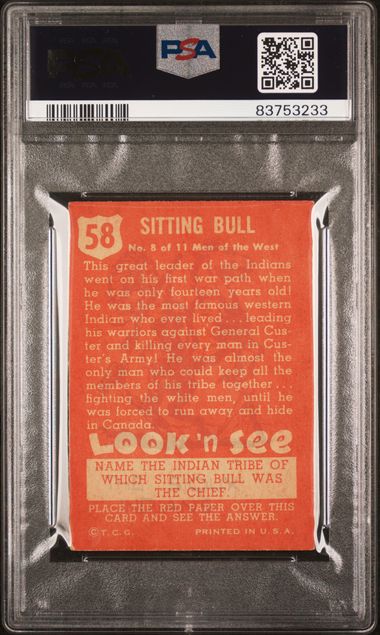 PSA
PSA
83753233
58
SITTING BULL
No. 8 of 11 Men of the West
This great leader of the Indians
went on his first war path when
he was only fourteen years old!
He was the most famous western
Indian who ever lived... leading
his warriors against General Cus-
ter and killing every man in Cus-
ter's Army! He was almost the
only man who could keep all the
members of his tribe together...
fighting the white men, until he
was forced to run away and hide
in Canada.
LOOK 'n SEE
NAME THE INDIAN TRIBE OF
WHICH SITTING BULL WAS
THE CHIEF.
PLACE THE RED PAPER OVER THIS
CARD AND SEE THE ANSWER.
© T.C.G. PRINTED IN U.S.A.